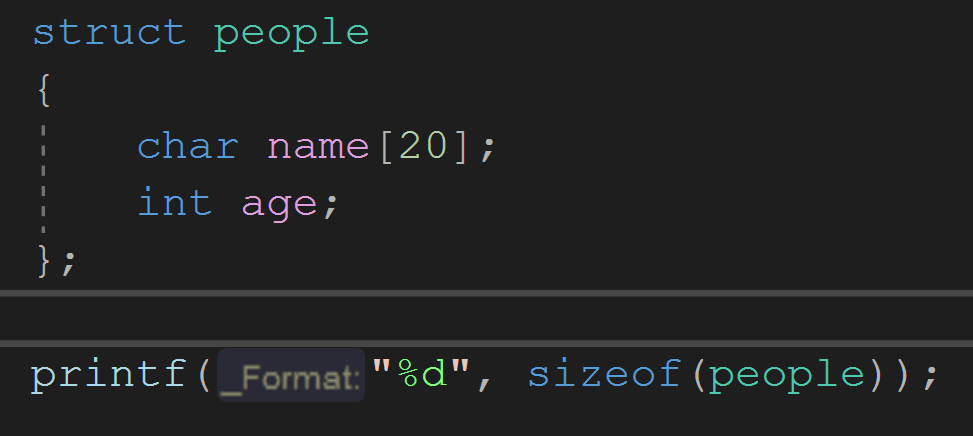 struct people
{
    char name[20];
    int age;
};
printf(_Format:"%d", sizeof(people));